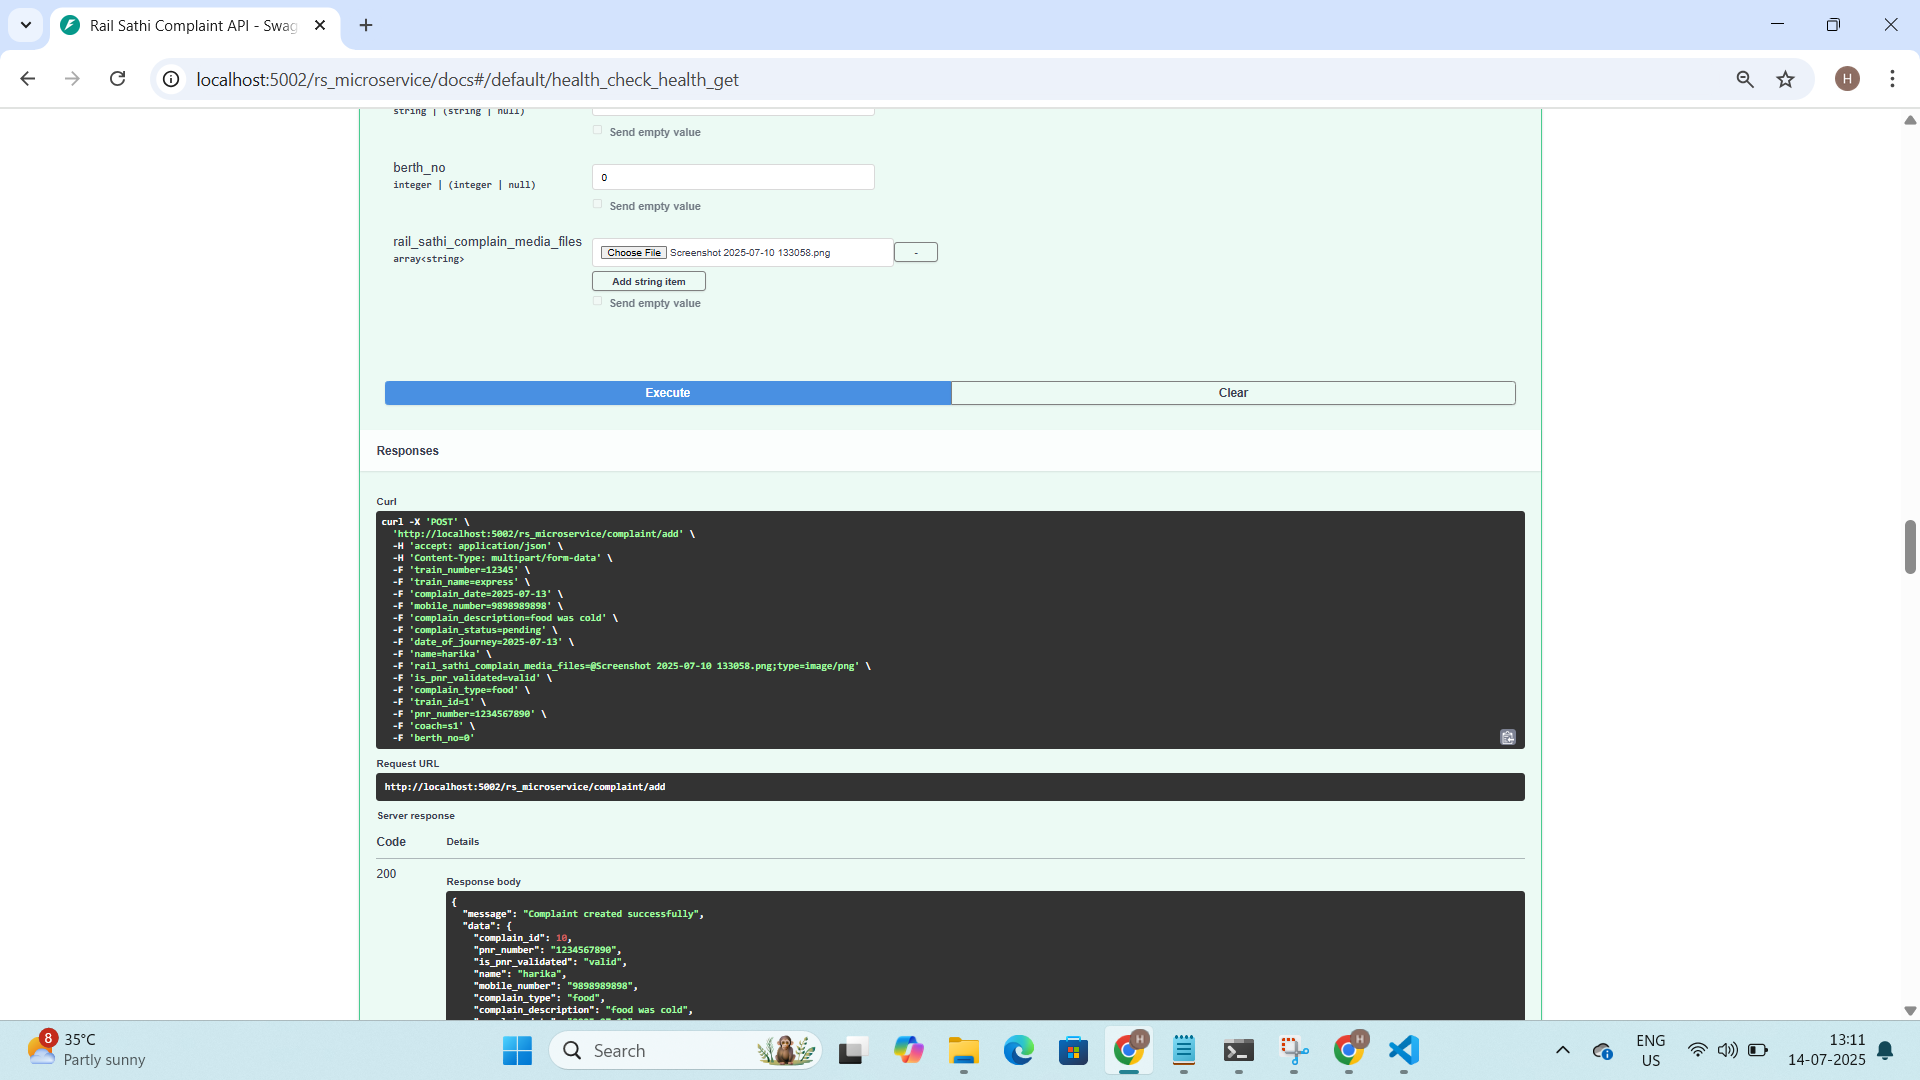 Rail Sathi Complaint API - Swag
localhost:5002/rs_microservice/docs#/default/health_check_health_get
H
string | (string | null)
Send empty value
berth_no
integer | (integer | null)
0
Send empty value
rail_sathi_complain_media_files
array<string>
Choose File Screenshot 2025-07-10 133058.png
-
Add string item
Send empty value
Execute
Clear
Responses
Curl
curl -X 'POST' \
'http://localhost:5002/rs_microservice/complaint/add' \
-H 'accept: application/json' \
-H 'Content-Type: multipart/form-data' \
-F 'train_number=12345' \
-F 'train_name=express' \
-F 'complain_date=2025-07-13' \
-F 'mobile_number=9898989898' \
-F 'complain_description=food was cold' \
-F 'complain_status=pending' \
-F 'date_of_journey=2025-07-13' \
-F 'name=harika' \
-F 'rail_sathi_complain_media_files=@Screenshot 2025-07-10 133058.png;type=image/png' \
-F 'is_pnr_validated=valid' \
-F 'complain_type=food' \
-F 'train_id=1' \
-F 'pnr_number=1234567890' \
-F 'coach=s1' \
-F 'berth_no=0'
Request URL
http://localhost:5002/rs_microservice/complaint/add
Server response
Code
Details
200
Response body
{
"message": "Complaint created successfully",
"data": {
"complain_id": 10,
"pnr_number": "1234567890",
"is_pnr_validated": "valid",
"name": "harika",
"mobile_number": "9898989898",
"complain_type": "food",
"complain_description": "food was cold",
8
35°C
Partly sunny
Search
H
H
ENG
US
13:11
14-07-2025